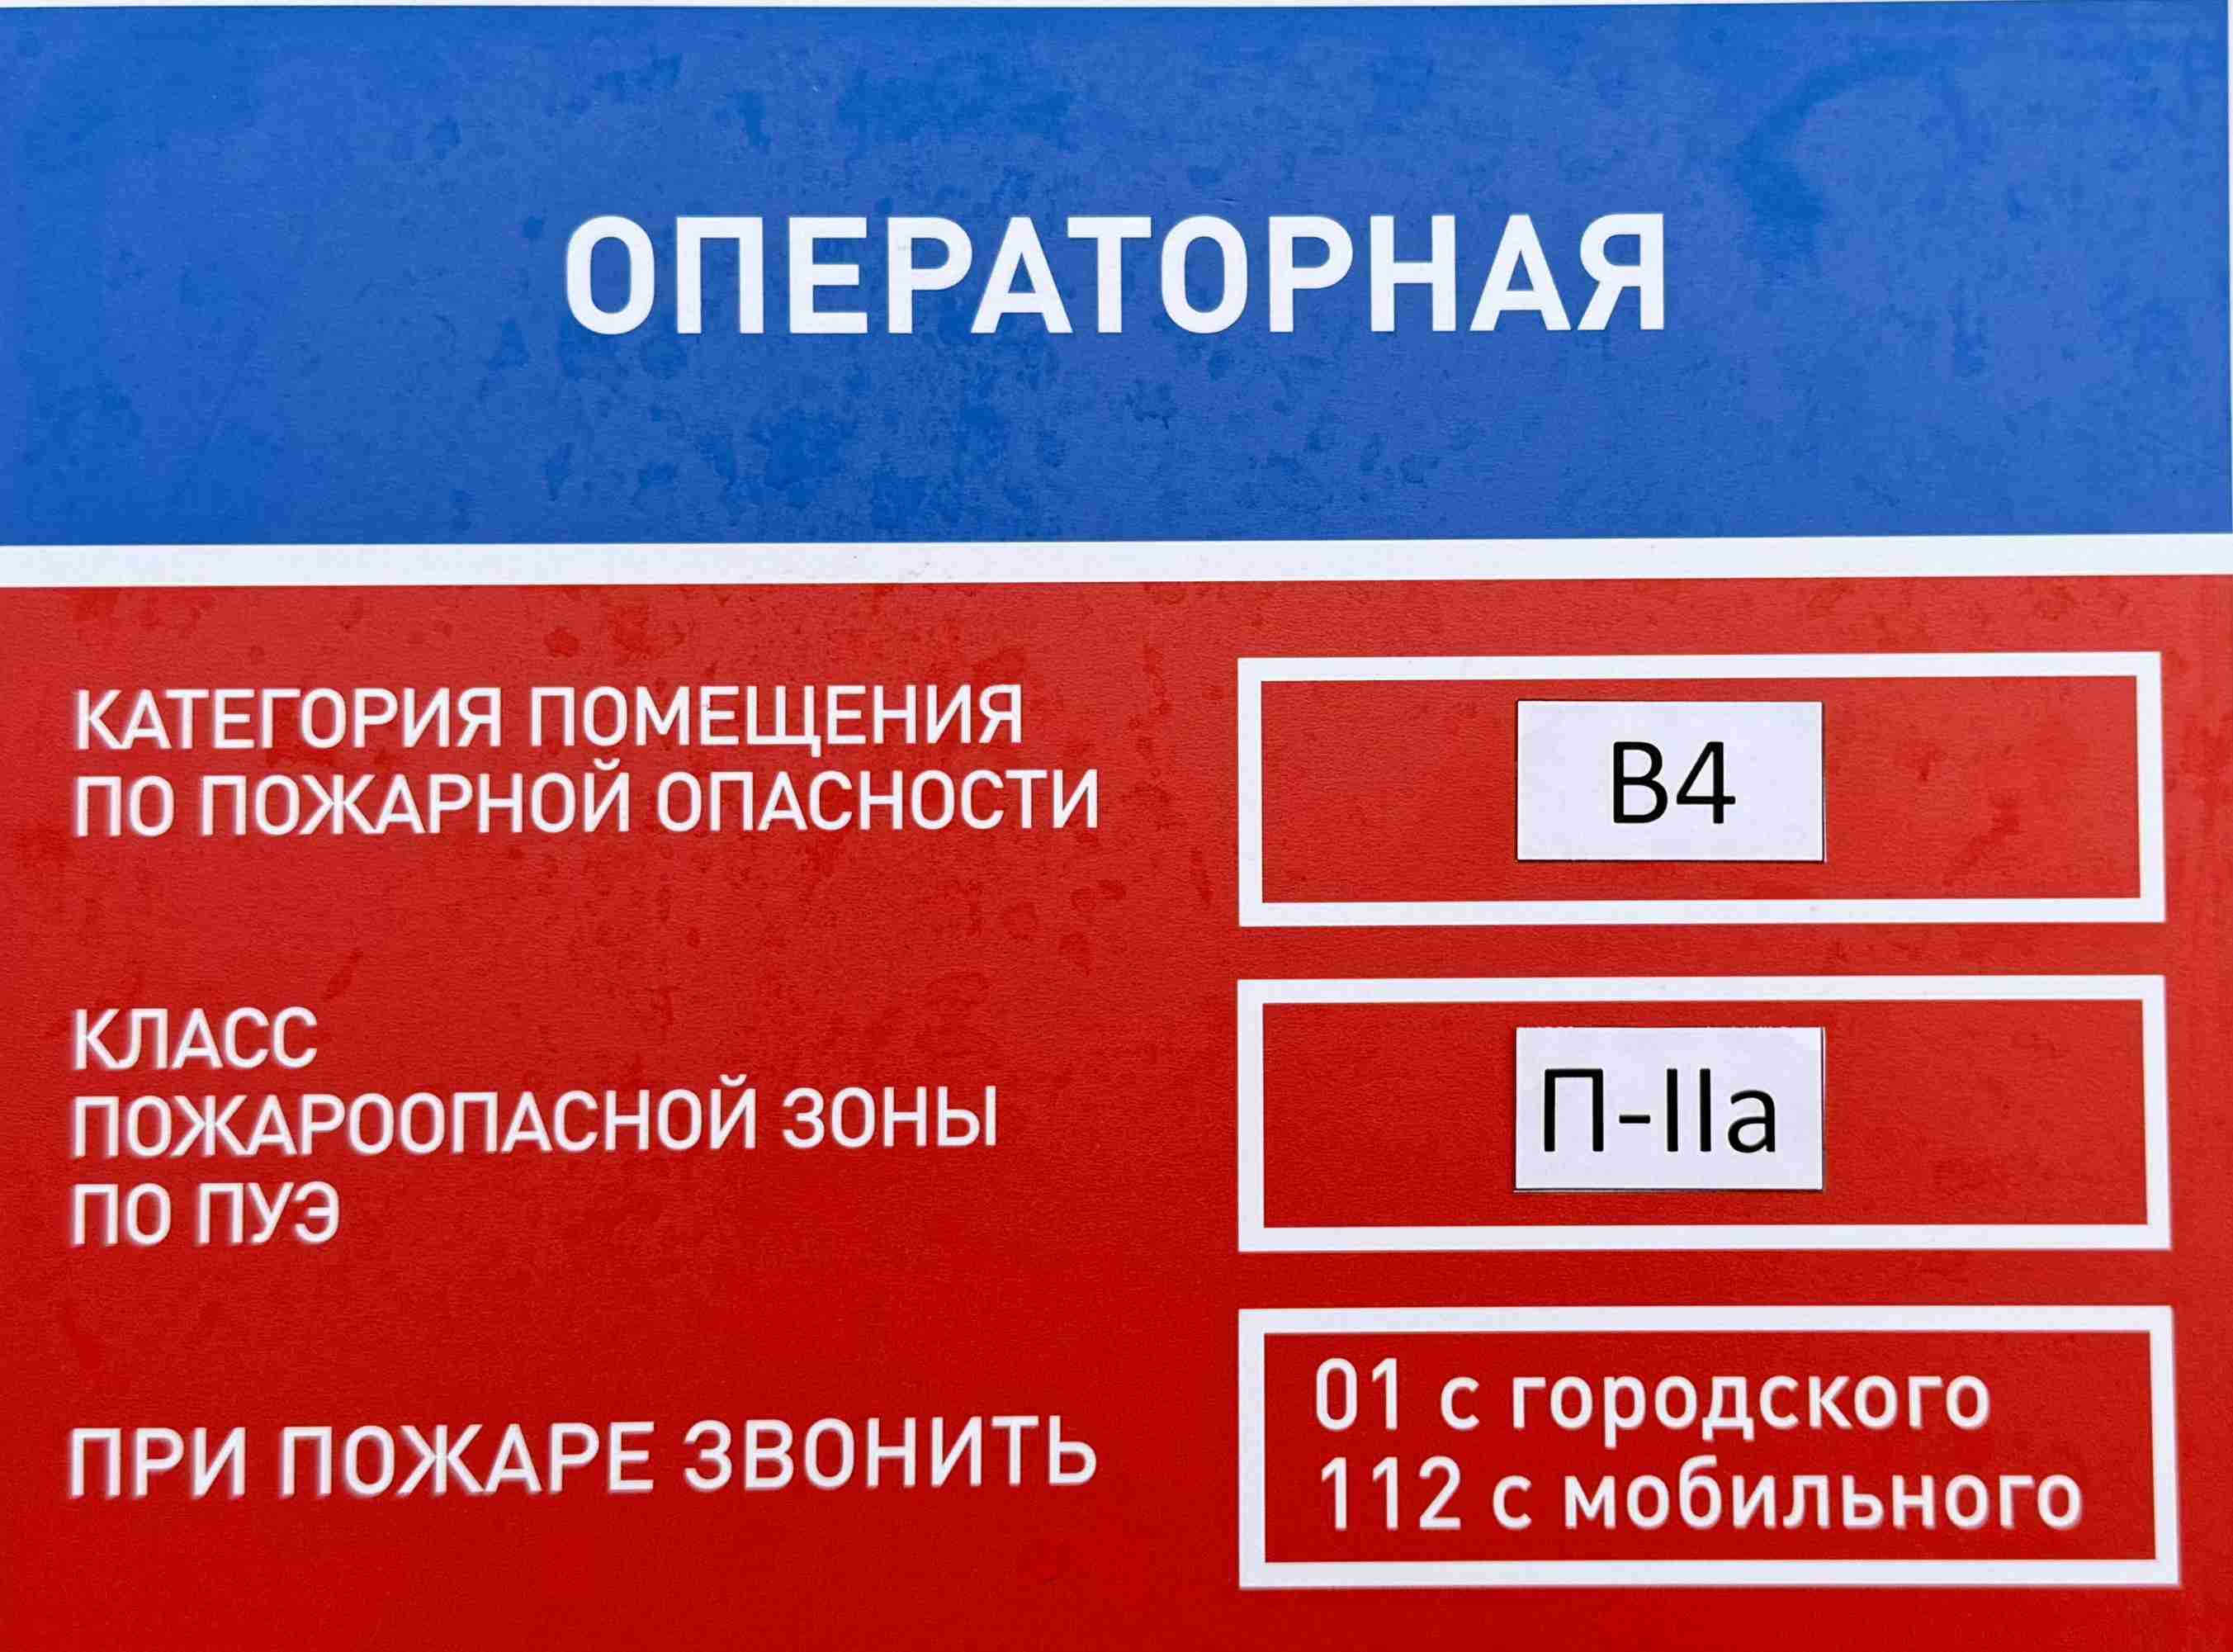 ОПЕРАТОРНАЯ
КАТЕГОРИЯ ПОМЕЩЕНИЯ
ПО ПОЖАРНОЙ ОПАСНОСТИ
В4
КЛАСС
ПОЖАРООПАСНОЙ ЗОНЫ
ПО ПУЭ
П-IIа
ПРИ ПОЖАРЕ ЗВОНИТЬ
01 с городского
112 с мобильного